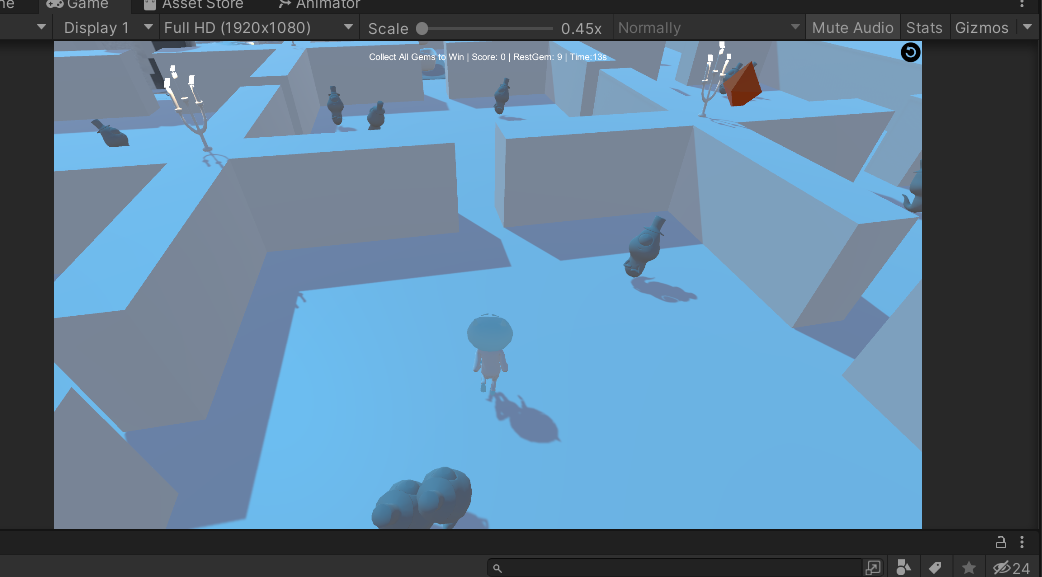 Game
Asset Store
Animator
Display 1
Full HD (1920x1080)
Scale
0.45x
Normally
Mute Audio
Stats
Gizmos
Collect All Gems to Win | Score: 0 | RestGem: 9 | Time:13s
24